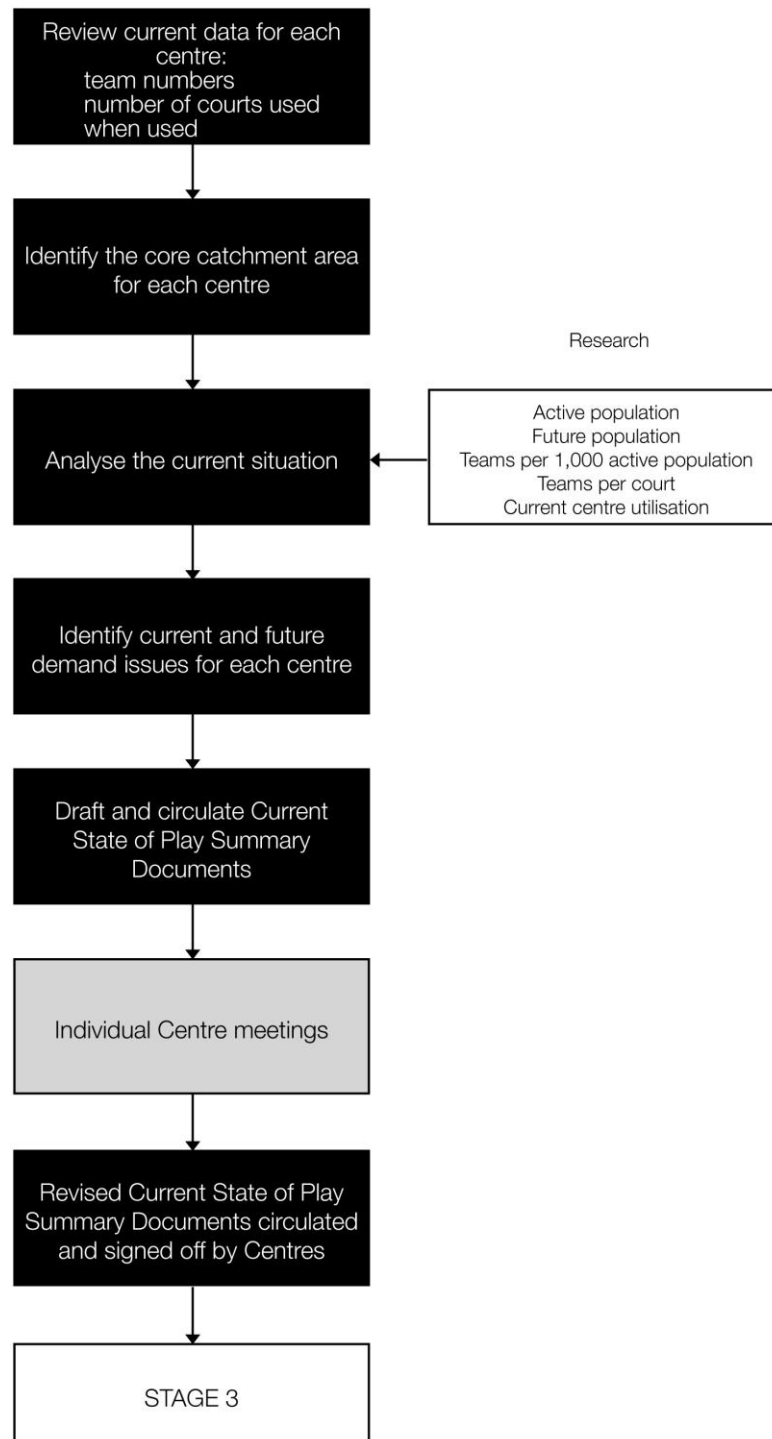 Review current data for each
centre:
team numbers
number of courts used
when used
Identify the core catchment area
for each centre
Research
Analyse the current situation
Active population
Future population
Teams per 1,000 active population
Teams per court
Current centre utilisation
Identify current and future
demand issues for each centre
Draft and circulate Current
State of Play Summary
Documents
Individual Centre meetings
Revised Current State of Play
Summary Documents circulated
and signed off by Centres
STAGE 3